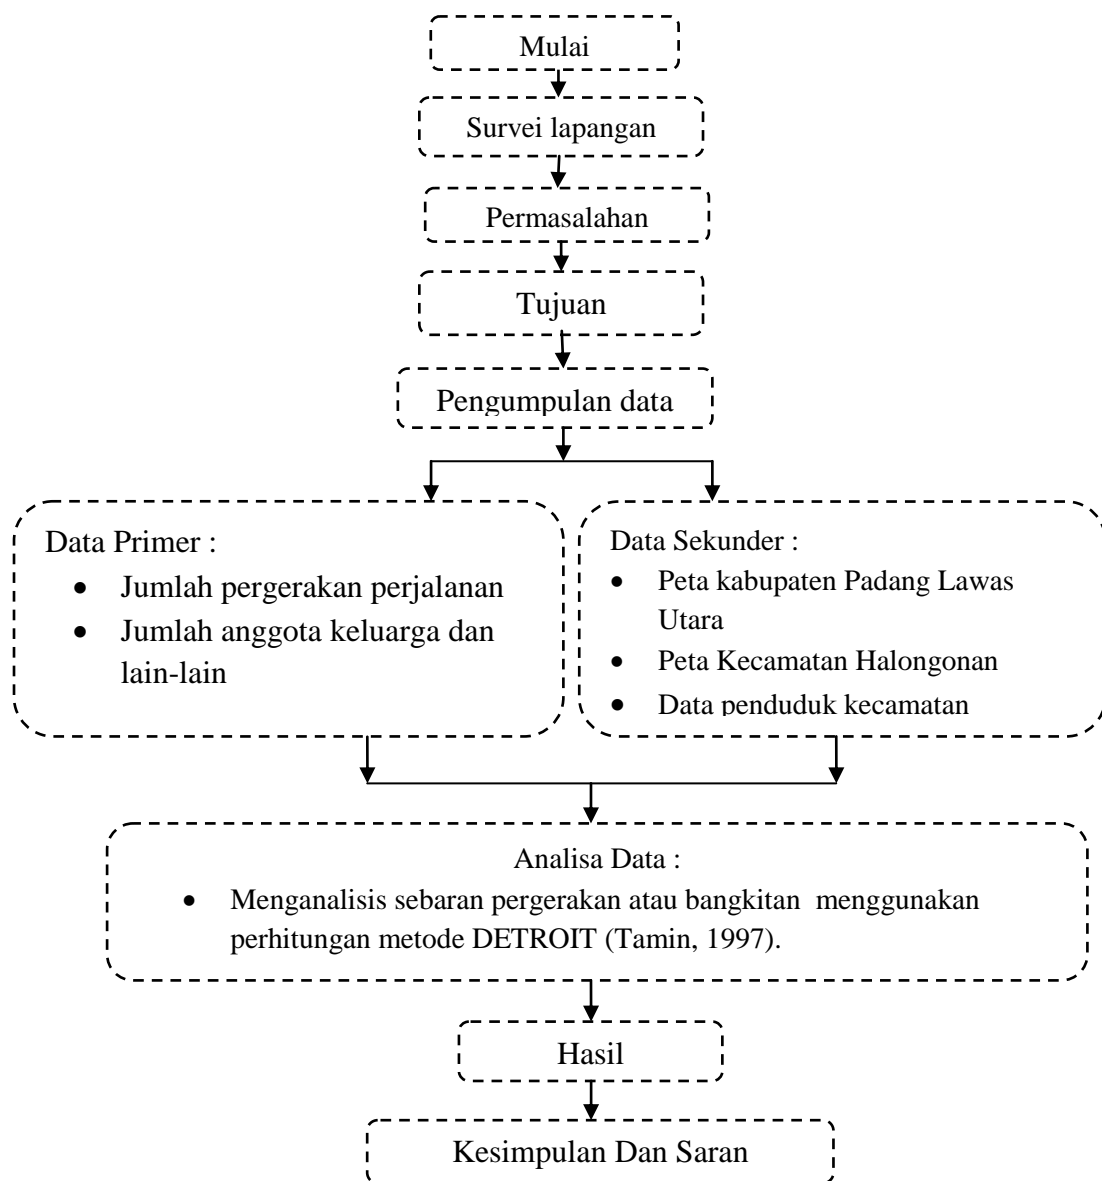 Mulai
Survei lapangan
Permasalahan
Tujuan
Pengumpulan data
Data Primer :
• Jumlah pergerakan perjalanan
• Jumlah anggota keluarga dan
lain-lain
Data Sekunder :
• Peta kabupaten Padang Lawas
Utara
• Peta Kecamatan Halongonan
• Data penduduk kecamatan
Analisa Data :
• Menganalisis sebaran pergerakan atau bangkitan  menggunakan
perhitungan metode DETROIT (Tamin, 1997).
Hasil
Kesimpulan Dan Saran